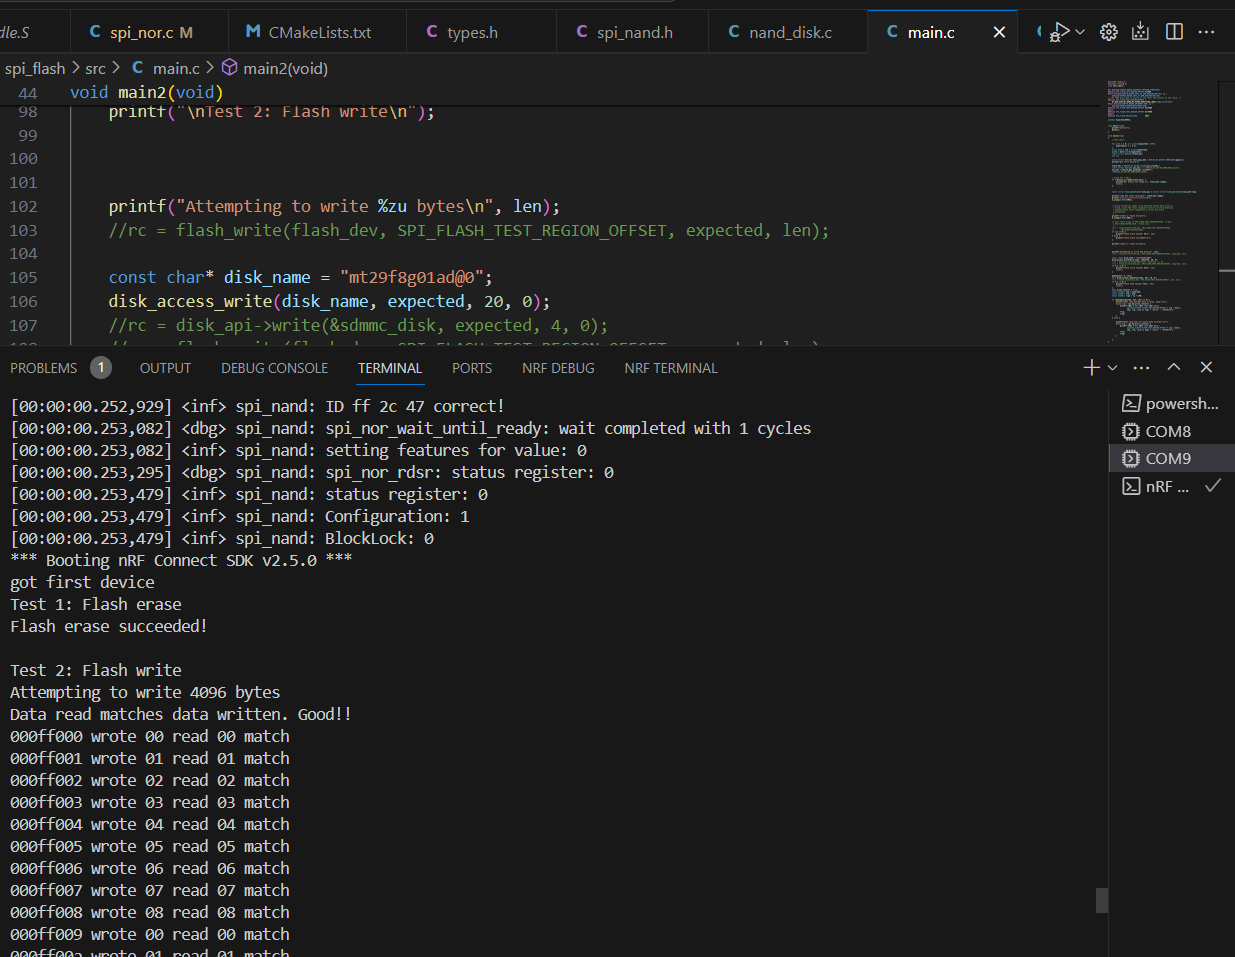 dle.S
C spi_nor.c M
M CMakeLists.txt
C types.h
C spi_nand.h
C nand_disk.c
C main.c
spi_flash > src > C main.c > main2(void)
44 void main2(void)
98 printf("\nTest 2: Flash write\n");
99
100
101
102 printf("Attempting to write %zu bytes\n", len);
103 //rc = flash_write(flash_dev, SPI_FLASH_TEST_REGION_OFFSET, expected, len);
104
105 const char* disk_name = "mt29f8g01ad@0";
106 disk_access_write(disk_name, expected, 20, 0);
107 //rc = disk_api->write(&sdmmc_disk, expected, 4, 0);
PROBLEMS 1 OUTPUT DEBUG CONSOLE TERMINAL PORTS NRF DEBUG NRF TERMINAL
[00:00:00.252,929] <inf> spi_nand: ID ff 2c 47 correct!
[00:00:00.253,082] <dbg> spi_nand: spi_nor_wait_until_ready: wait completed with 1 cycles
[00:00:00.253,082] <inf> spi_nand: setting features for value: 0
[00:00:00.253,295] <dbg> spi_nand: spi_nor_rdsr: status register: 0
[00:00:00.253,479] <inf> spi_nand: status register: 0
[00:00:00.253,479] <inf> spi_nand: Configuration: 1
[00:00:00.253,479] <inf> spi_nand: BlockLock: 0
*** Booting nRF Connect SDK v2.5.0 ***
got first device
Test 1: Flash erase
Flash erase succeeded!
Test 2: Flash write
Attempting to write 4096 bytes
Data read matches data written. Good!!
000ff000 wrote 00 read 00 match
000ff001 wrote 01 read 01 match
000ff002 wrote 02 read 02 match
000ff003 wrote 03 read 03 match
000ff004 wrote 04 read 04 match
000ff005 wrote 05 read 05 match
000ff006 wrote 06 read 06 match
000ff007 wrote 07 read 07 match
000ff008 wrote 08 read 08 match
000ff009 wrote 00 read 00 match
000ff00a wrote 01 read 01 match
powersh...
COM8
COM9
nRF ...